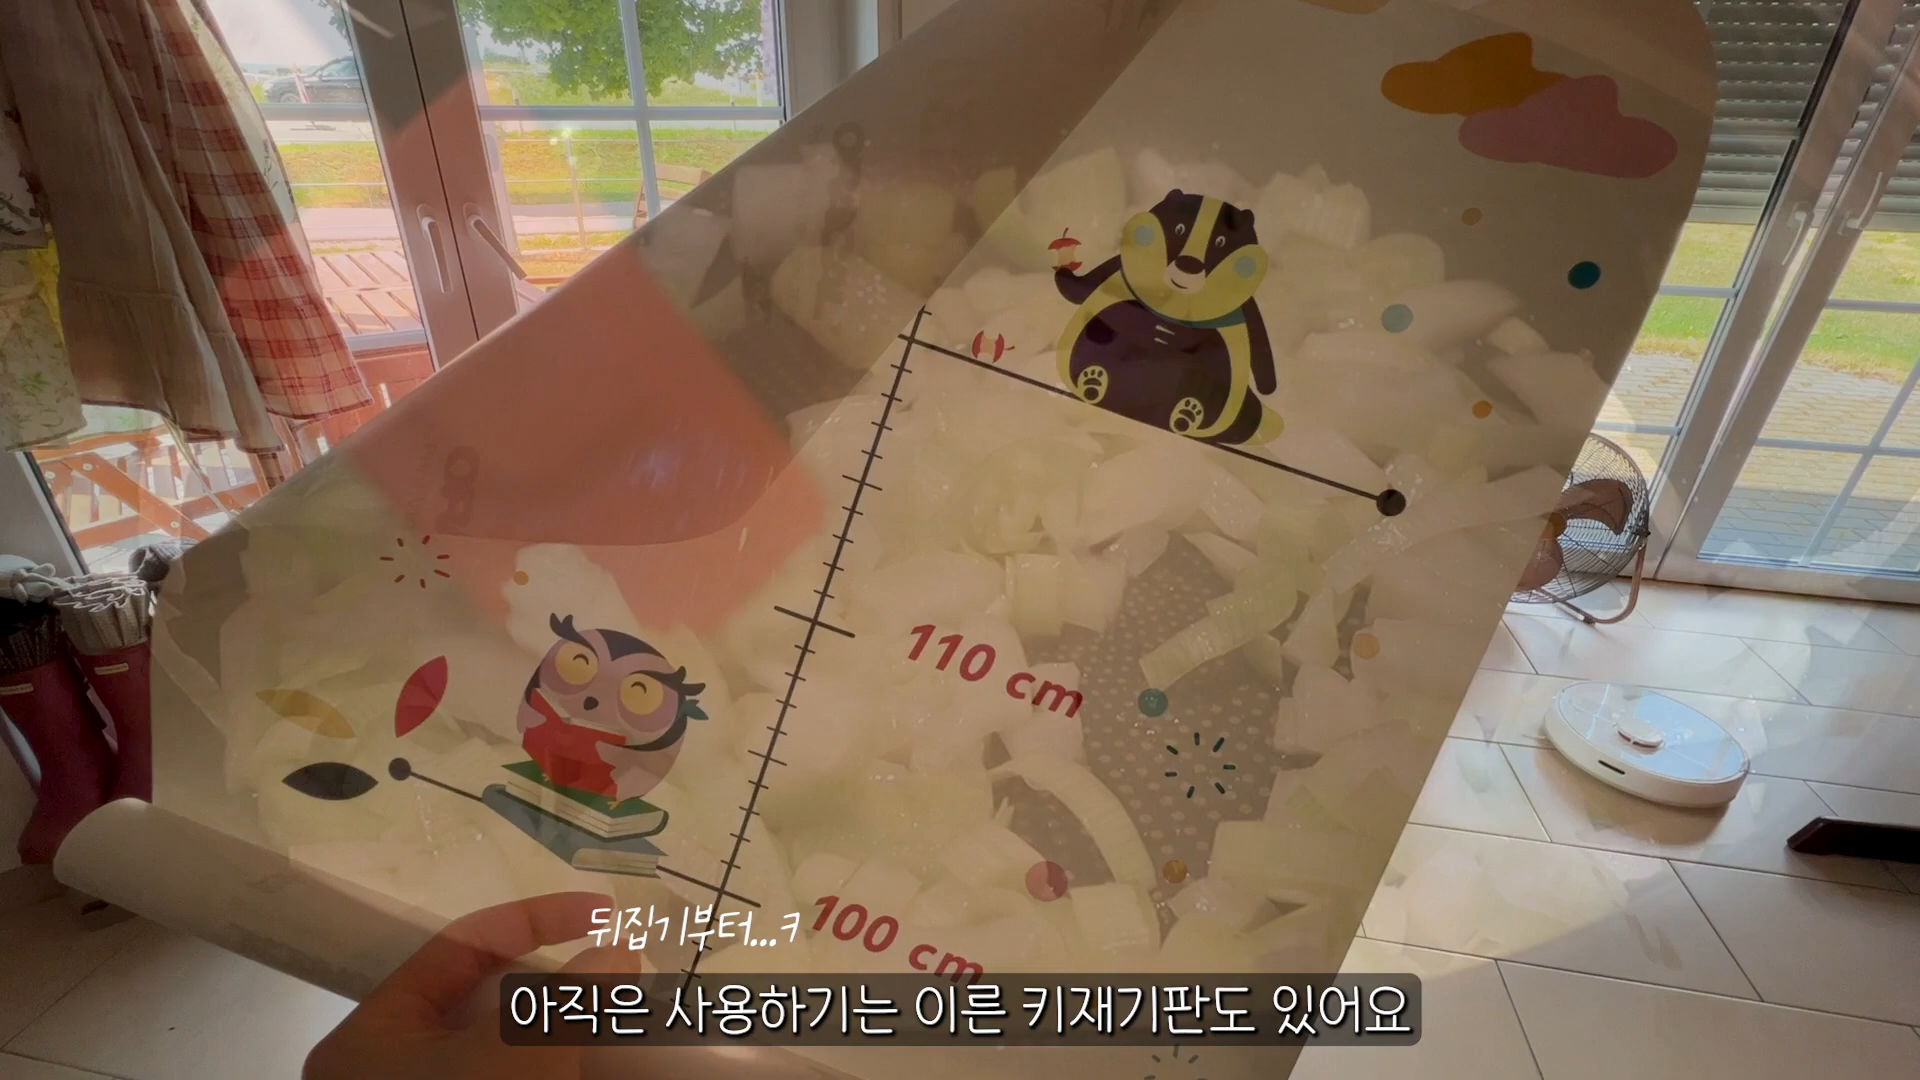 110 cm
100 cm
뒤집기부터...ㅋ
아직은 사용하기는 이른 키재기판도 있어요